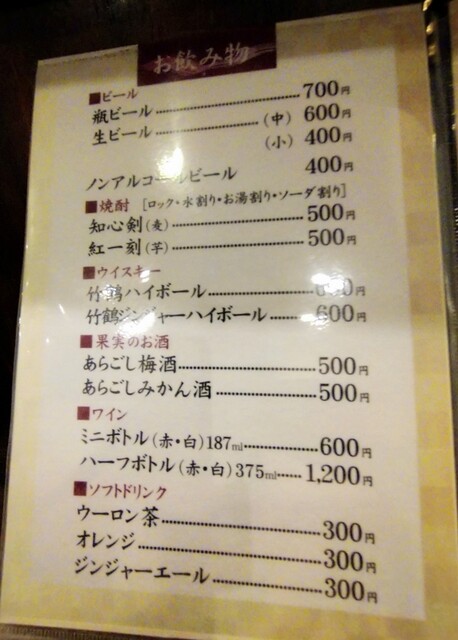 お飲み物
■ビール
瓶ビール 700円
生ビール (中) 600円
(小) 400円
ノンアルコールビール 400円
■焼酎 [ロック・水割り・お湯割り・ソーダ割り]
知心剣(麦) 500円
紅一刻(芋) 500円
■ウイスキー
竹鶴ハイボール 円
竹鶴ジンジャーハイボール 600円
■果実のお酒
あらごし梅酒 500円
あらごしみかん酒 500円
■ワイン
ミニボトル(赤・白)187ml 600円
ハーフボトル(赤・白)375ml 1,200円
■ソフトドリンク
ウーロン茶 300円
オレンジ 300円
ジンジャーエール 300円